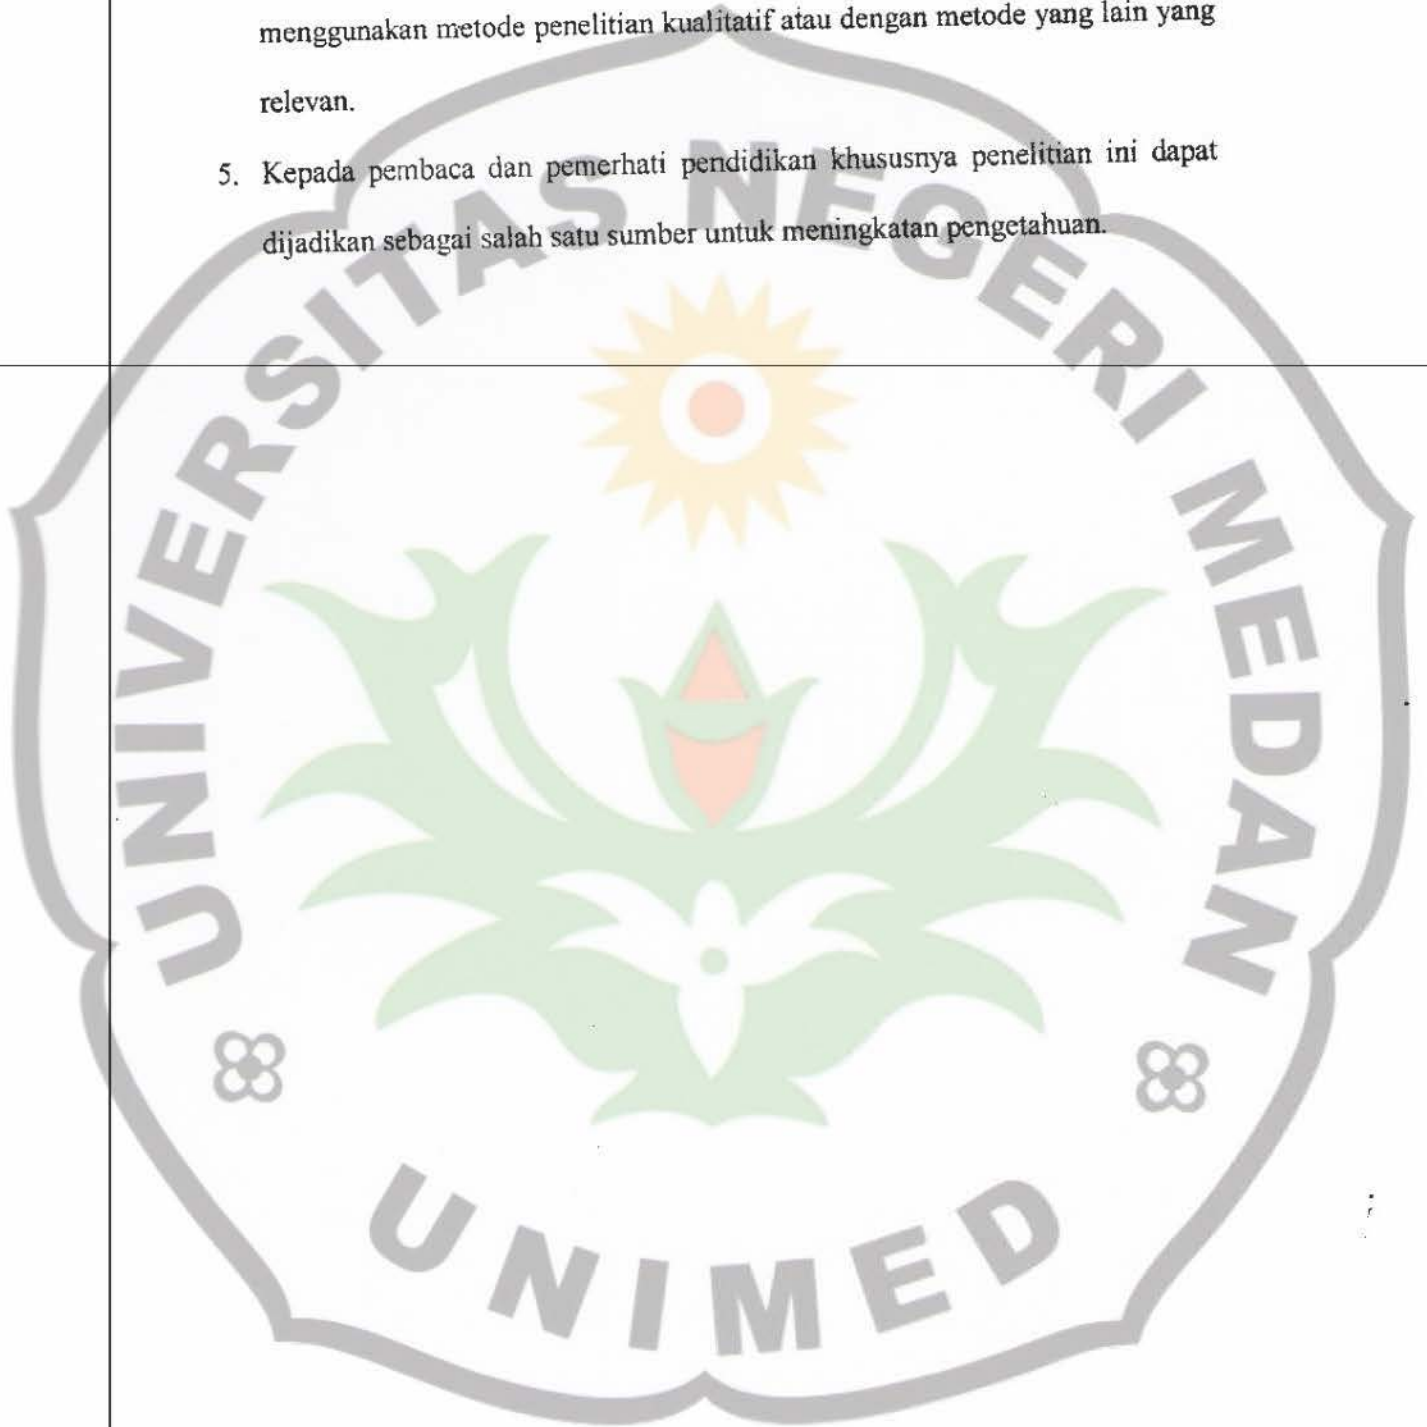 menggunakan metode penelitian kualitatif atau dengan metode yang lain yang
relevan.
5. Kepada pembaca dan pemerhati pendidikan khususnya penelitian ini dapat
dijadikan sebagai salah satu sumber untuk meningkatan pengetahuan.
UNIVERSITAS NEGERI MEDAN
UNIMED